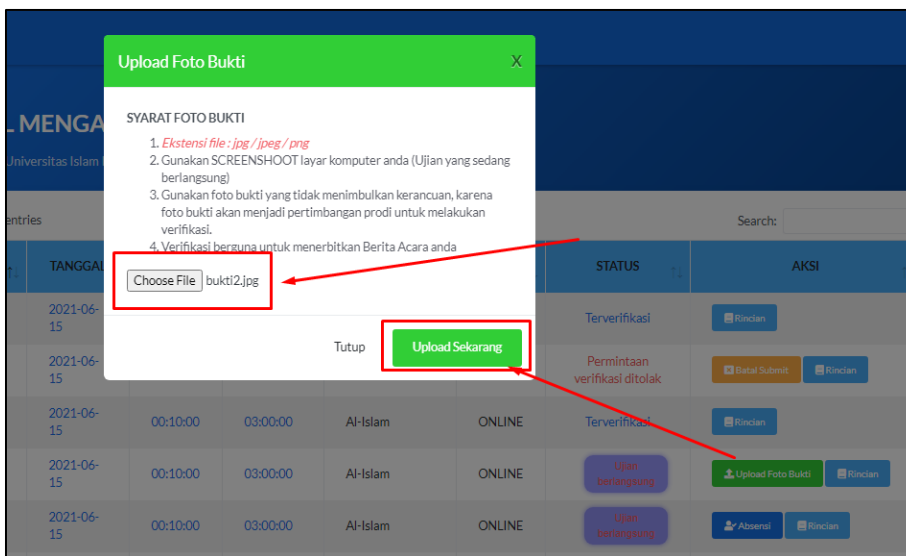 Upload Foto Bukti X
L MENGA
Universitas Islam
SYARAT FOTO BUKTI
1. Ekstensi file : jpg / jpeg / png
2. Gunakan SCREENSHOOT layar komputer anda (Ujian yang sedang
berlangsung)
3. Gunakan foto bukti yang tidak menimbulkan kerancuan, karena
foto bukti akan menjadi pertimbangan prodi untuk melakukan
verifikasi.
4. Verifikasi berguna untuk menerbitkan Berita Acara anda
Choose File bukti2.jpg
Tutup Upload Sekarang
entries Search:
TANGGAL STATUS AKSI
2021-06-
15 Terverifikasi Rincian
2021-06-
15 Permintaan
verifikasi ditolak Batal Submit Rincian
2021-06-
15 00:10:00 03:00:00 Al-Islam ONLINE Terverifikasi Rincian
2021-06-
15 00:10:00 03:00:00 Al-Islam ONLINE Ujian
berlangsung Upload Foto Bukti Rincian
2021-06-
15 00:10:00 03:00:00 Al-Islam ONLINE Ujian
berlangsung Absensi Rincian